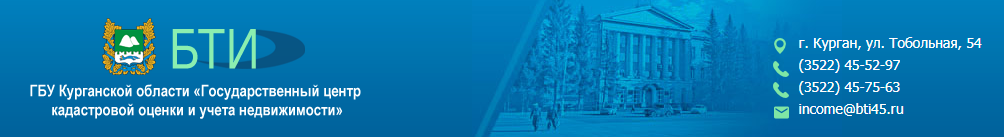 БТИ
ГБУ Курганской области «Государственный центр
кадастровой оценки и учета недвижимости»
г. Курган, ул. Тобольная, 54
(3522) 45-52-97
(3522) 45-75-63
income@bti45.ru